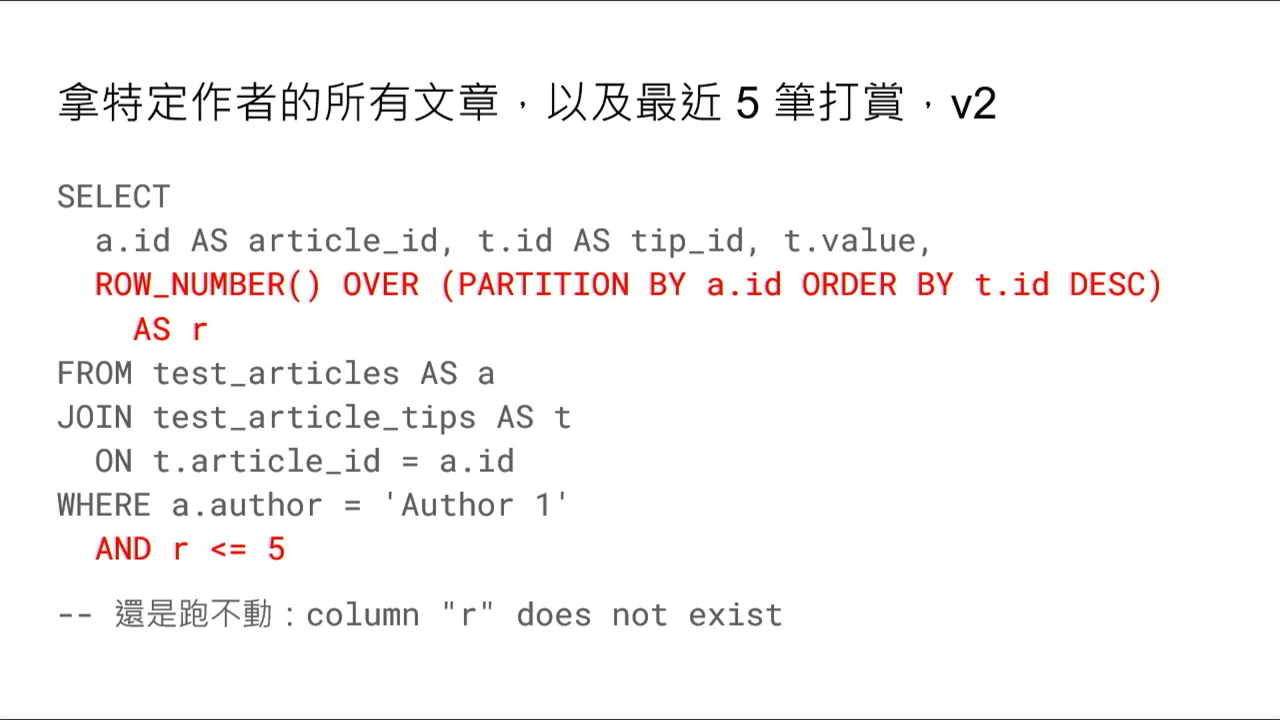 拿特定作者的所有文章，以及最近 5 筆打賞，v2
SELECT
a.id AS article_id, t.id AS tip_id, t.value,
ROW_NUMBER() OVER (PARTITION BY a.id ORDER BY t.id DESC)
AS r
FROM test_articles AS a
JOIN test_article_tips AS t
ON t.article_id = a.id
WHERE a.author = 'Author 1'
AND r <= 5
-- 還是跑不動：column "r" does not exist